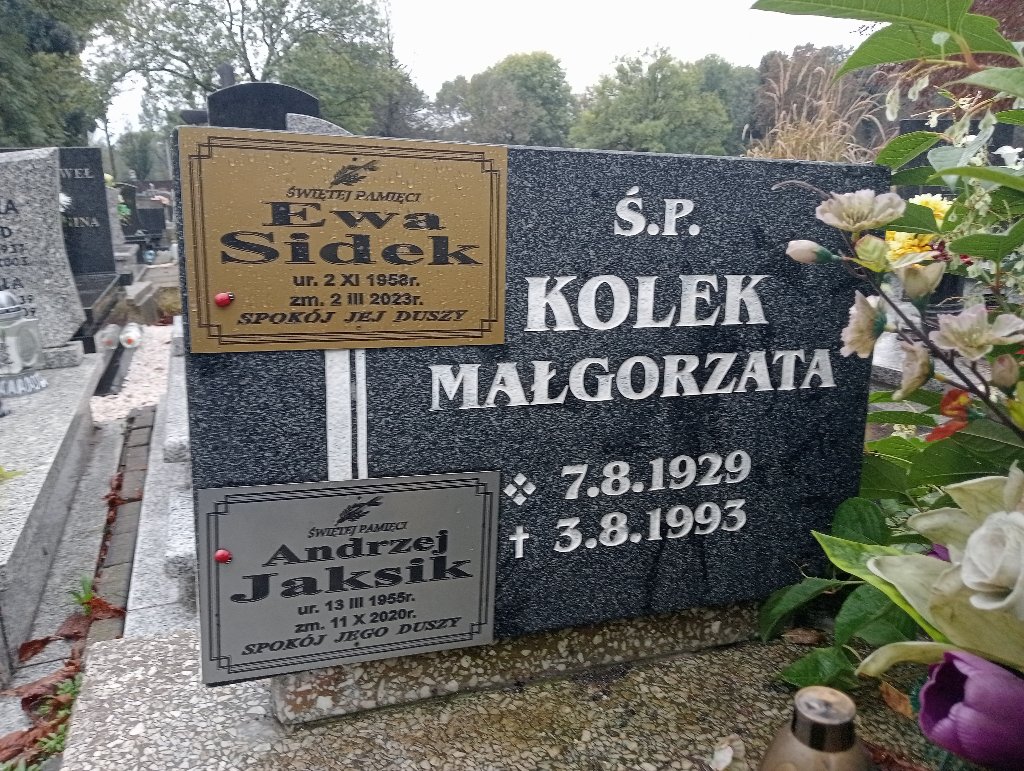 ŚWIĘTEJ PAMIĘCI
Ewa
Sidek
ur. 2 XI 1958r.
zm. 2 III 2023r.
SPOKÓJ JEJ DUSZY
Ś.P.
KOLEK
MAŁGORZATA
7.8.1929
3.8.1993
ŚWIĘTEJ PAMIĘCI
Andrzej
Jaksik
ur. 13 III 1955r.
zm. 11 X 2020r.
SPOKÓJ JEGO DUSZY